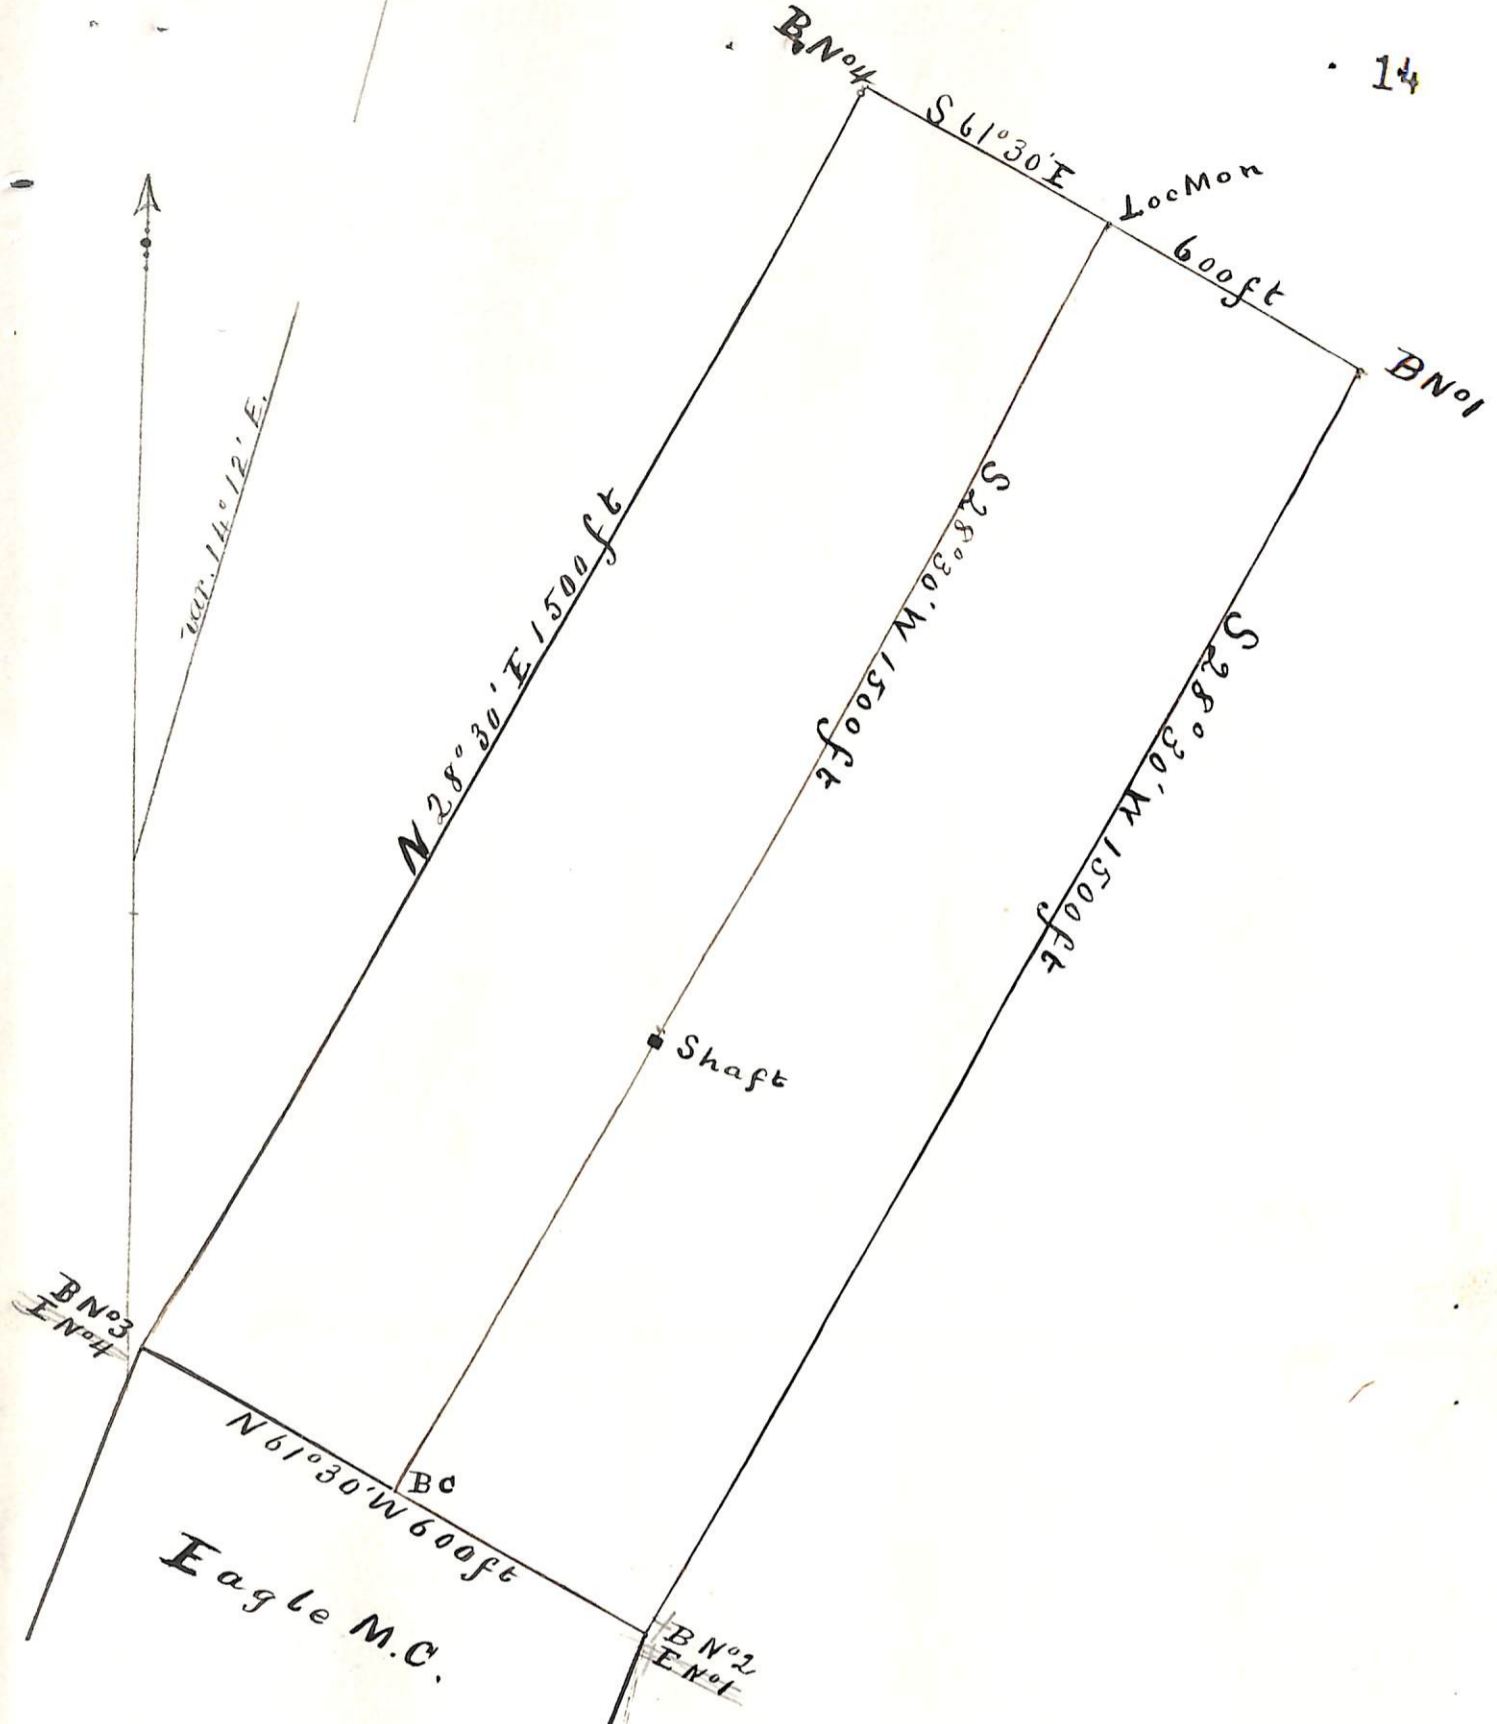 14
B No 4
S 61° 30' E
Loc Mon
600 ft
B No 1
Var. 14° 12' E.
N 28° 30' E 1500 ft
S 28° 30' W 1500 ft
S 28° 30' W 1500 ft
Shaft
B No 3
E No 4
N 61° 30' W 600 ft
B C
Eagle M.C.
B No 2
E No 1